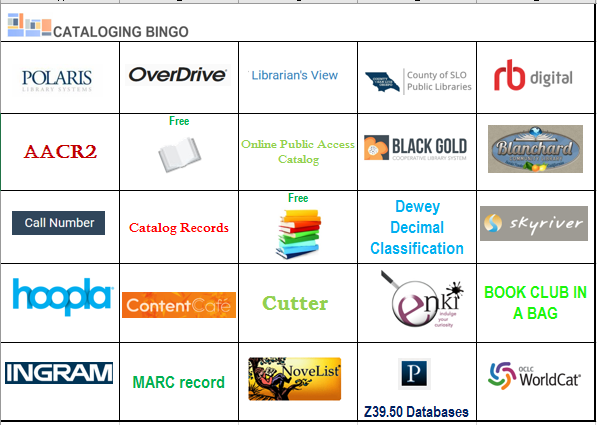 CATALOGING BINGO
POLARIS
LIBRARY SYSTEMS
OverDrive
Librarian's View
County of SLO
Public Libraries
rb digital
AACR2
Free
Online Public Access
Catalog
BLACK GOLD
COOPERATIVE LIBRARY SYSTEM
Blanchard
Call Number
Catalog Records
Free
Dewey
Decimal
Classification
skyriver
hoopla
ContentCafé
Cutter
enki
indulge your
curiosity
BOOK CLUB IN
A BAG
INGRAM
MARC record
NoveList
P
Z39.50 Databases
OCLC
WorldCat